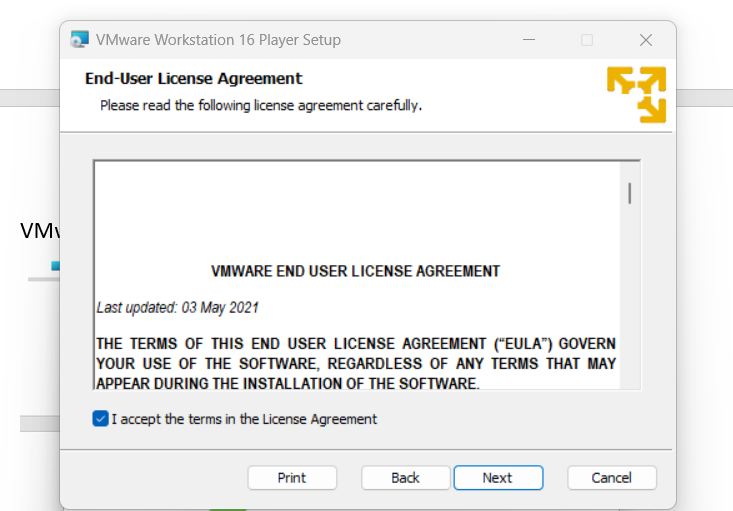 VMware Workstation 16 Player Setup
End-User License Agreement
Please read the following license agreement carefully.
VMWARE END USER LICENSE AGREEMENT
Last updated: 03 May 2021
THE TERMS OF THIS END USER LICENSE AGREEMENT (“EULA”) GOVERN
YOUR USE OF THE SOFTWARE, REGARDLESS OF ANY TERMS THAT MAY
APPEAR DURING THE INSTALLATION OF THE SOFTWARE.
I accept the terms in the License Agreement
Print Back Next Cancel